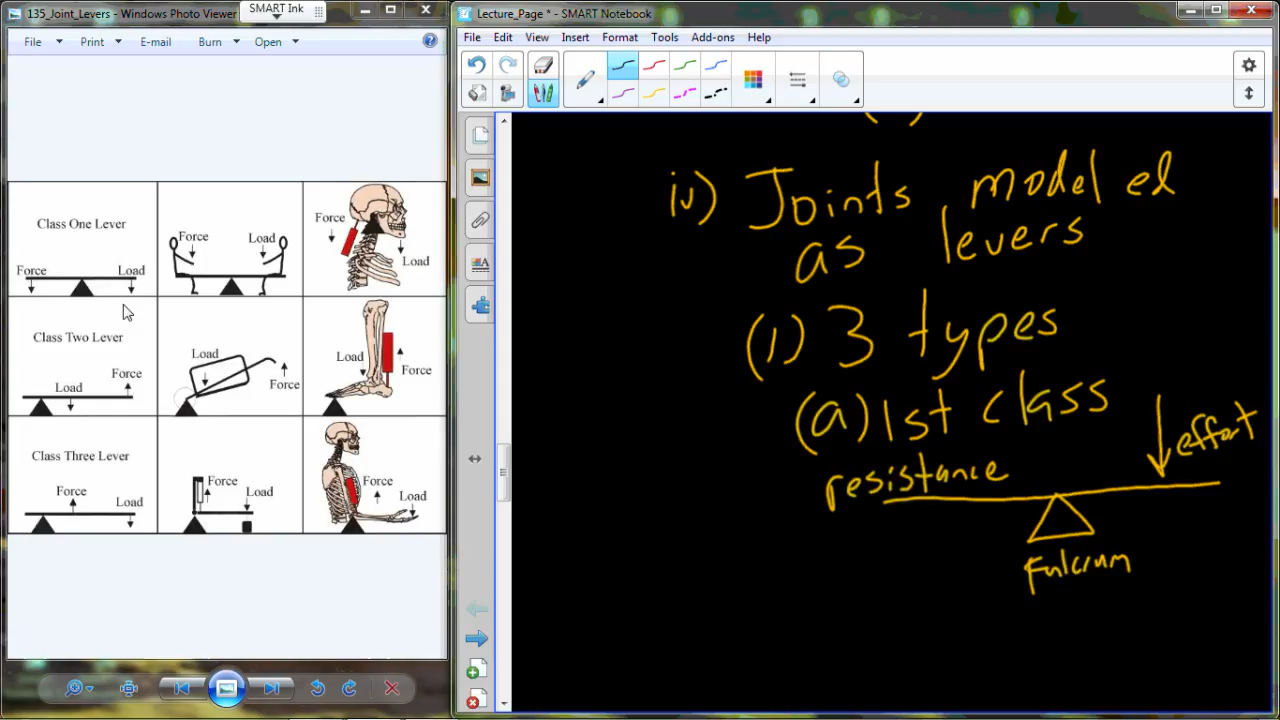 135_Joint_Levers - Windows Photo Viewer
SMART Ink
File Print E-mail Burn Open
Class One Lever
Force Load
Force Load
Force
Load
Class Two Lever
Load Force
Load
Force
Load
Force
Class Three Lever
Force Load
Force Load
Force
Load
Lecture_Page * - SMART Notebook
File Edit View Insert Format Tools Add-ons Help
iv) Joints modeled
as levers
(1) 3 types
(a) 1st class
effort
resistance
Fulcrum